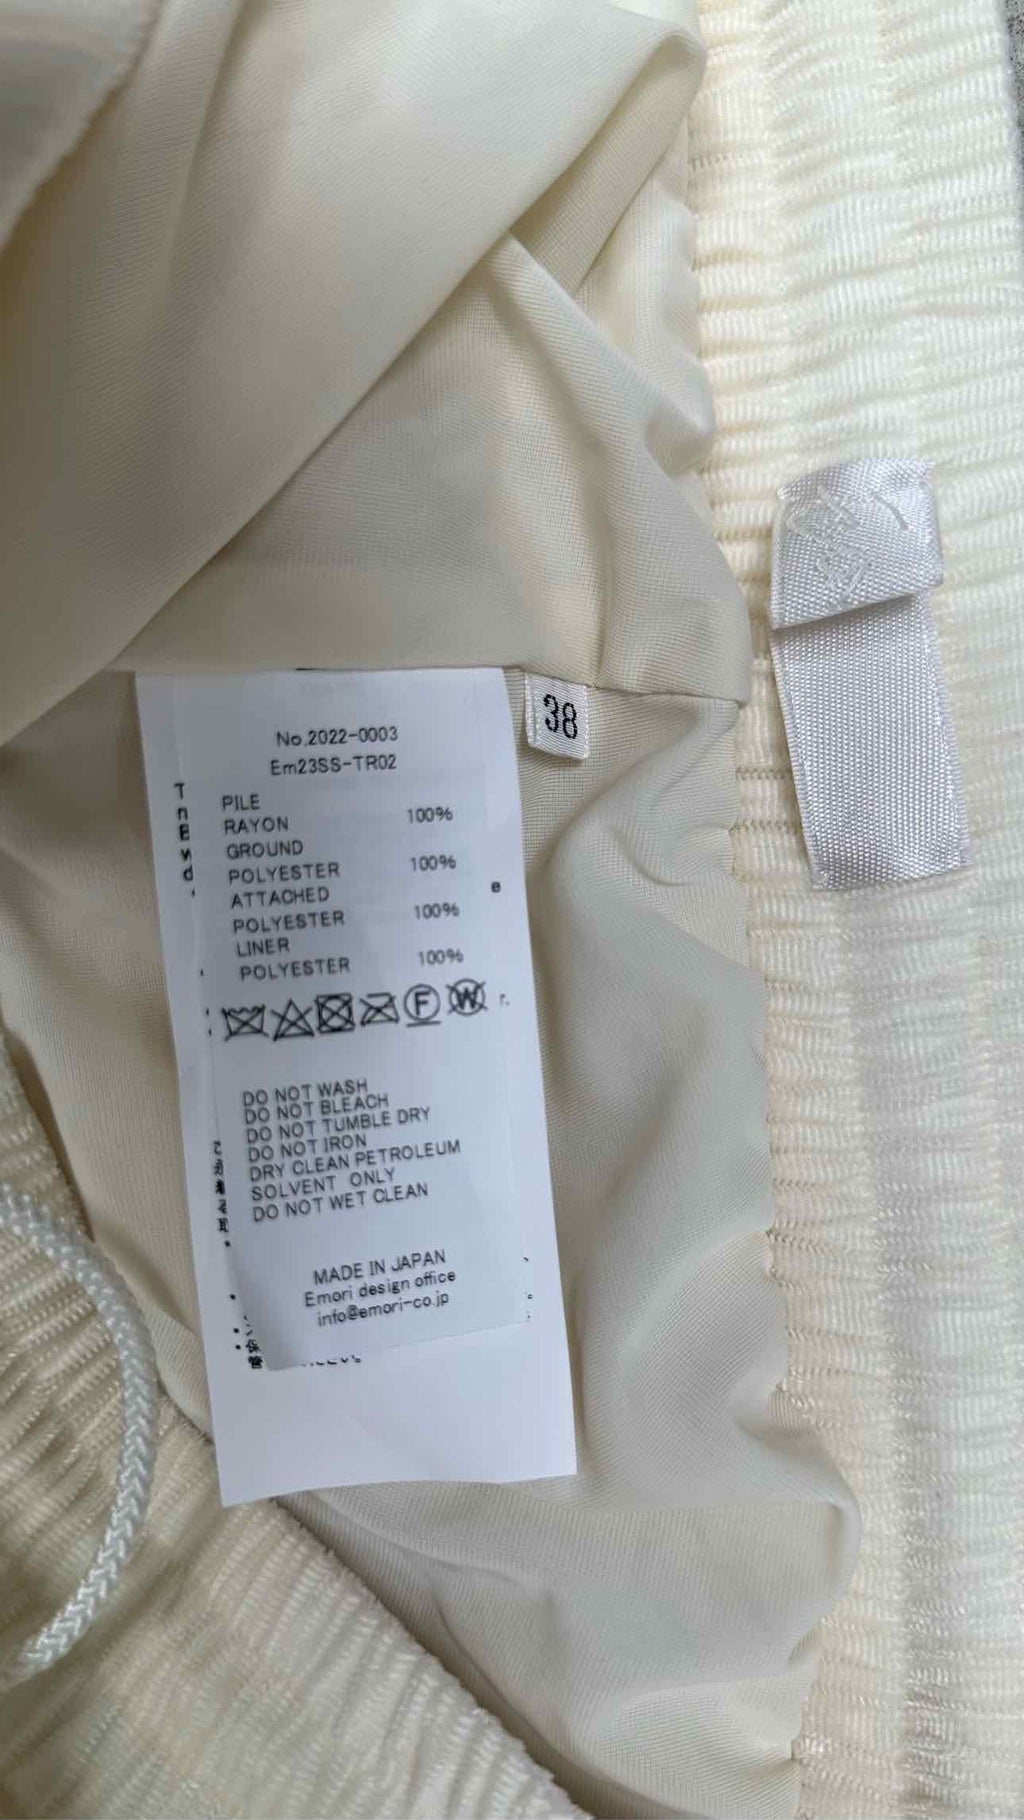 38
No.2022-0003
Em23SS-TR02
PILE
RAYON 100%
GROUND
POLYESTER 100%
ATTACHED
POLYESTER 100%
LINER
POLYESTER 100%
F W
DO NOT WASH
DO NOT BLEACH
DO NOT TUMBLE DRY
DO NOT IRON
DRY CLEAN PETROLEUM
SOLVENT ONLY
DO NOT WET CLEAN
MADE IN JAPAN
Emori design office
info@emori-co.jp